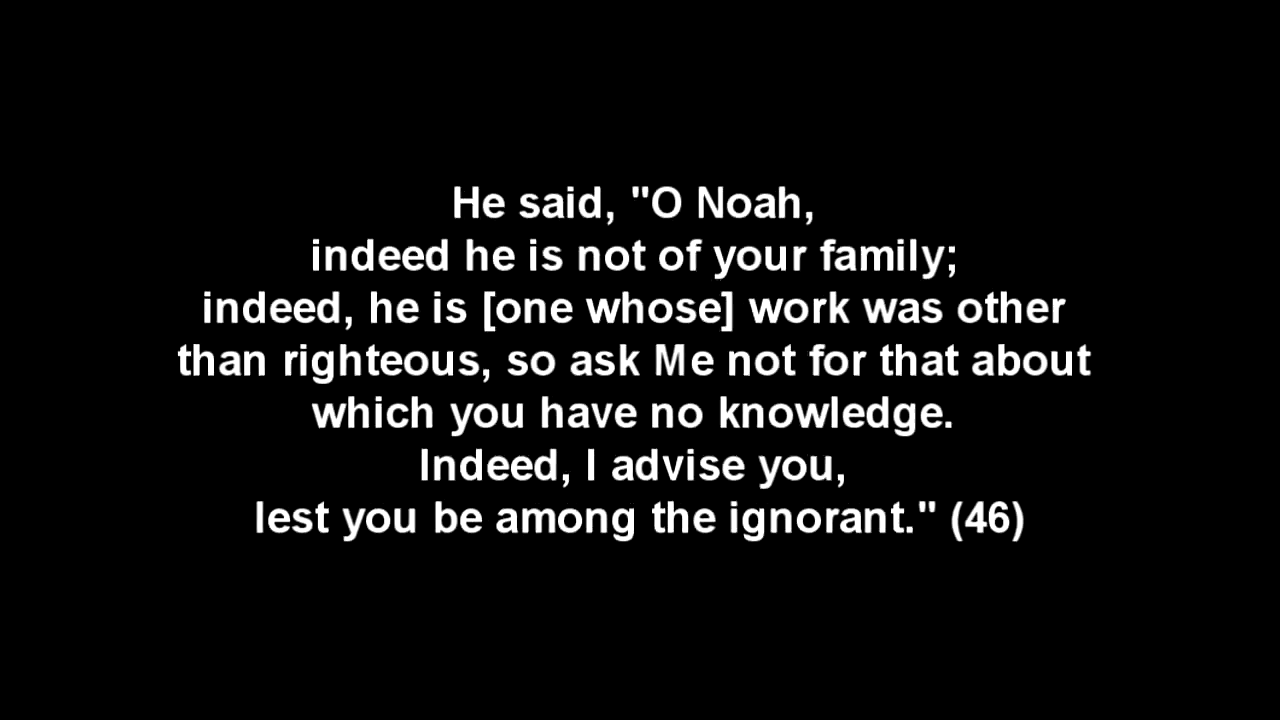 He said, "O Noah,
indeed he is not of your family;
indeed, he is [one whose] work was other
than righteous, so ask Me not for that about
which you have no knowledge.
Indeed, I advise you,
lest you be among the ignorant." (46)